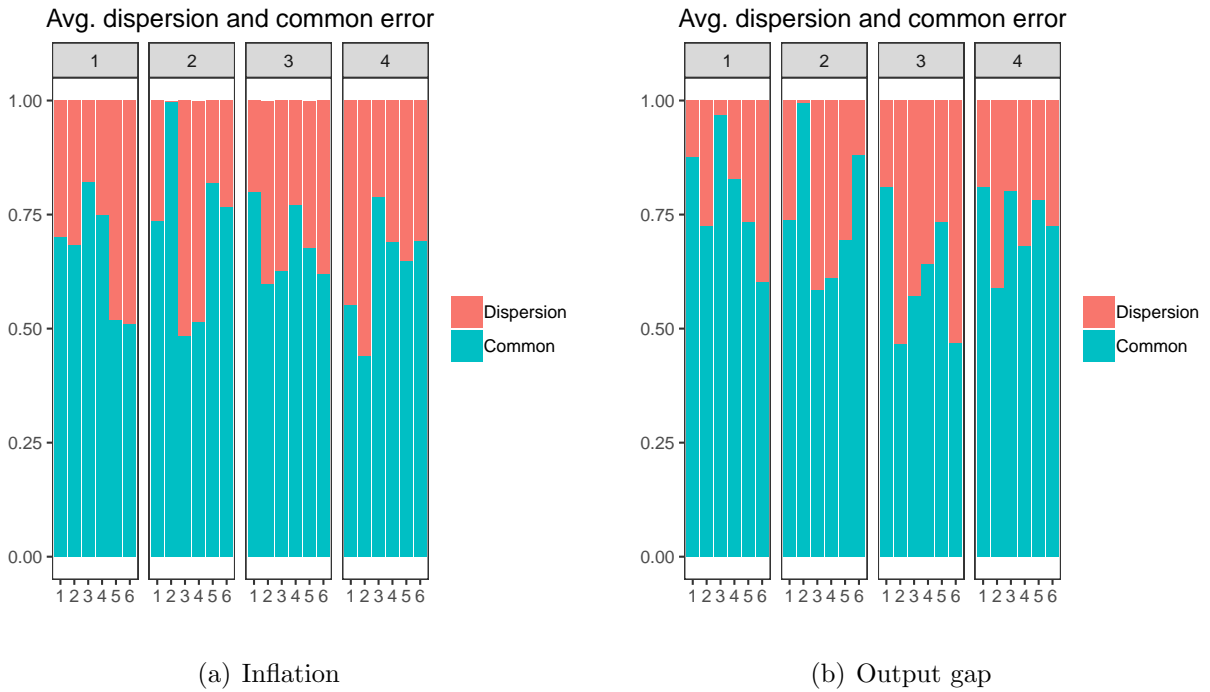 Avg. dispersion and common error
1 2 3 4
1.00
0.75
0.50
0.25
0.00
1 2 3 4 5 6 1 2 3 4 5 6 1 2 3 4 5 6 1 2 3 4 5 6
Dispersion
Common
(a) Inflation
Avg. dispersion and common error
1 2 3 4
1.00
0.75
0.50
0.25
0.00
1 2 3 4 5 6 1 2 3 4 5 6 1 2 3 4 5 6 1 2 3 4 5 6
Dispersion
Common
(b) Output gap